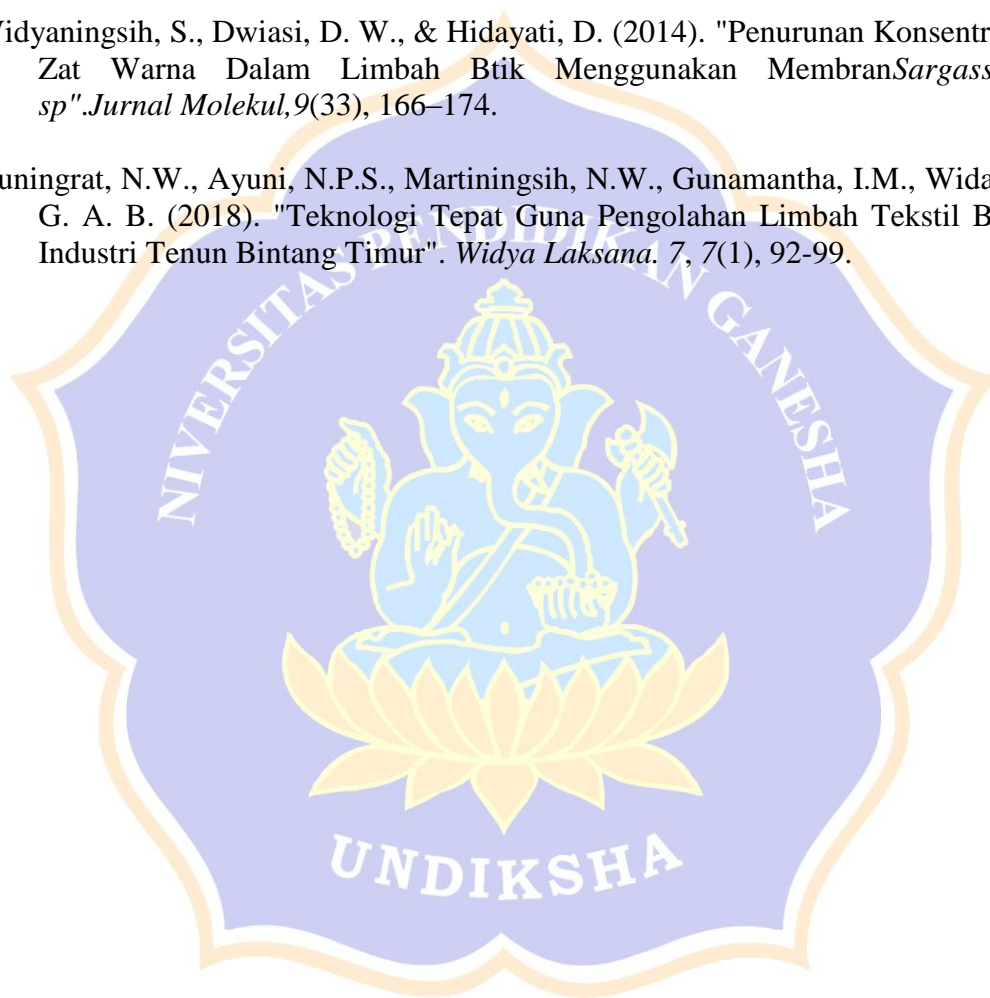 Vidyaningsih, S., Dwiasi, D. W., & Hidayati, D. (2014). "Penurunan Konsentr
Zat Warna Dalam Limbah Btik Menggunakan MembranSargass
sp".Jurnal Molekul,9(33), 166–174.
uningrat, N.W., Ayuni, N.P.S., Martiningsih, N.W., Gunamantha, I.M., Wida
G. A. B. (2018). "Teknologi Tepat Guna Pengolahan Limbah Tekstil B
Industri Tenun Bintang Timur". Widya Laksana. 7, 7(1), 92-99.
NIVERSITAS PENDIDIKAN GANESHA
UNDIKSHA